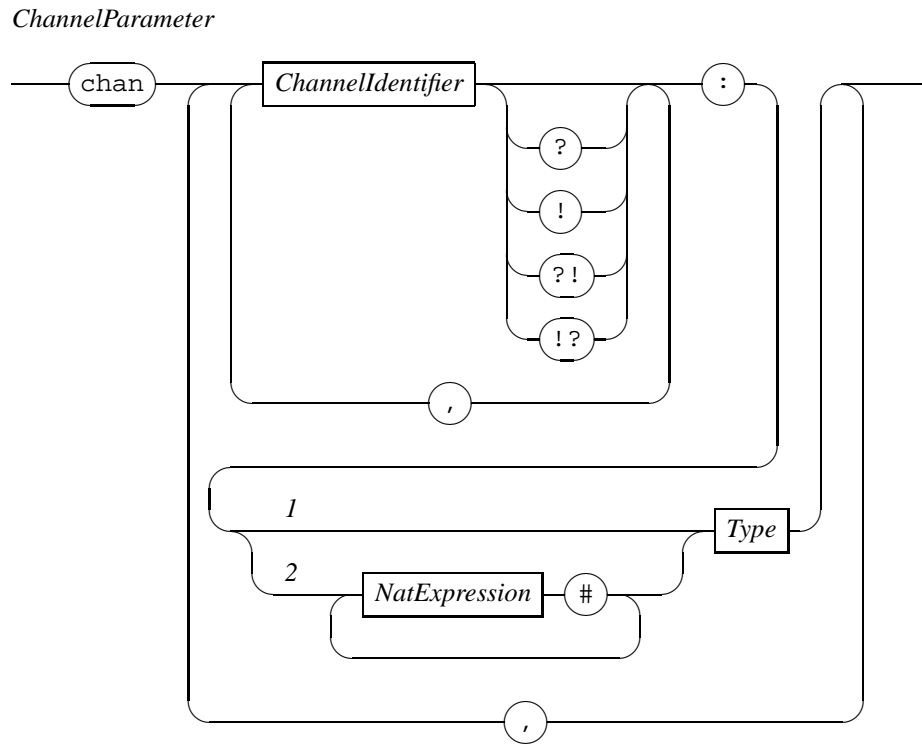 ChannelParameter
chan ChannelIdentifier :
?
!
?!
!?
,
1
Type
2
NatExpression #
,